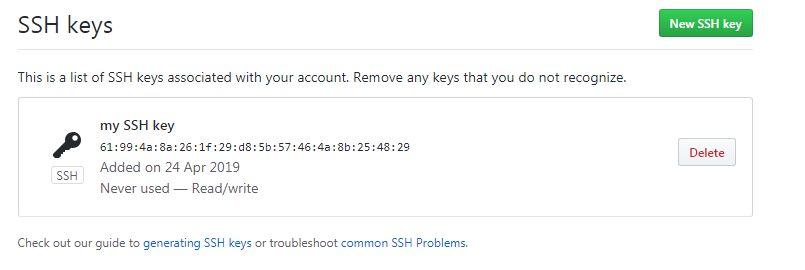 SSH keys
New SSH key
This is a list of SSH keys associated with your account. Remove any keys that you do not recognize.
my SSH key
61:99:4a:8a:26:1f:29:d8:5b:57:46:4a:8b:25:48:29
Added on 24 Apr 2019
Never used — Read/write
SSH
Delete
Check out our guide to generating SSH keys or troubleshoot common SSH Problems.